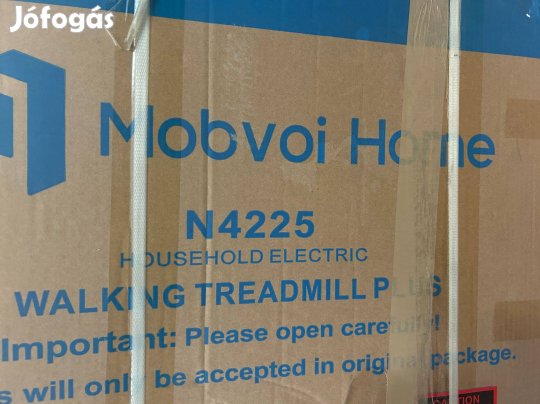 Jófogás
Mobvoi Home
N4225
HOUSEHOLD ELECTRIC
WALKING TREADMILL PLUS
Important: Please open carefully!
s will only be accepted in original package.
CAUTION